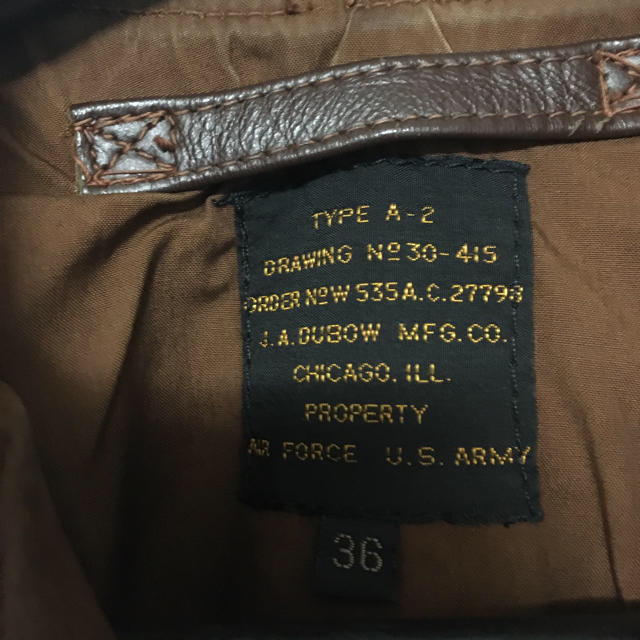 TYPE A-2
DRAWING Nº 30-415
ORDER Nº W 535 A.C. 27798
J.A. DUBOW MFG. CO.
CHICAGO. ILL.
PROPERTY
AIR FORCE U.S. ARMY
36